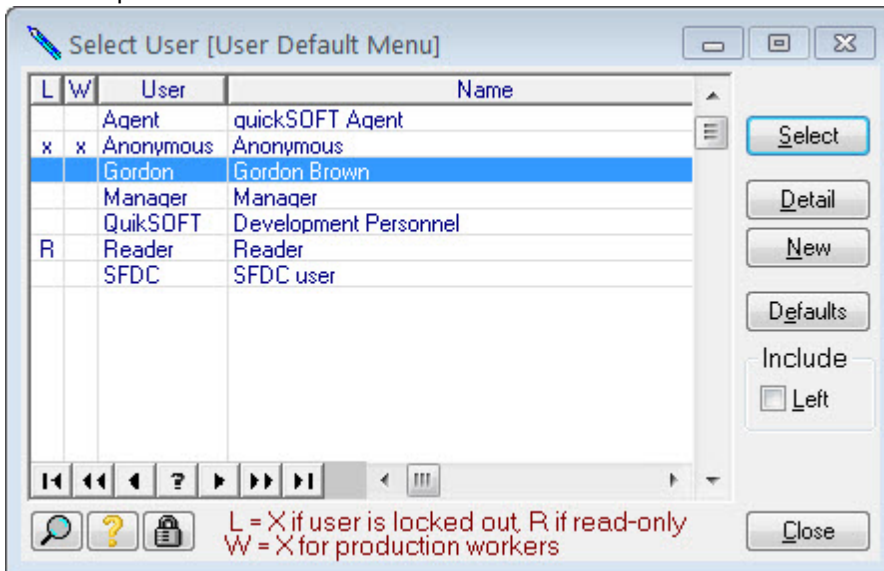 Select User [User Default Menu]
L W User Name
Agent quickSOFT Agent
x x Anonymous Anonymous
Gordon Gordon Brown
Manager Manager
QuikSOFT Development Personnel
R Reader Reader
SFDC SFDC user
Select
Detail
New
Defaults
Include
Left
?
?
L = X if user is locked out, R if read-only
W = X for production workers
Close